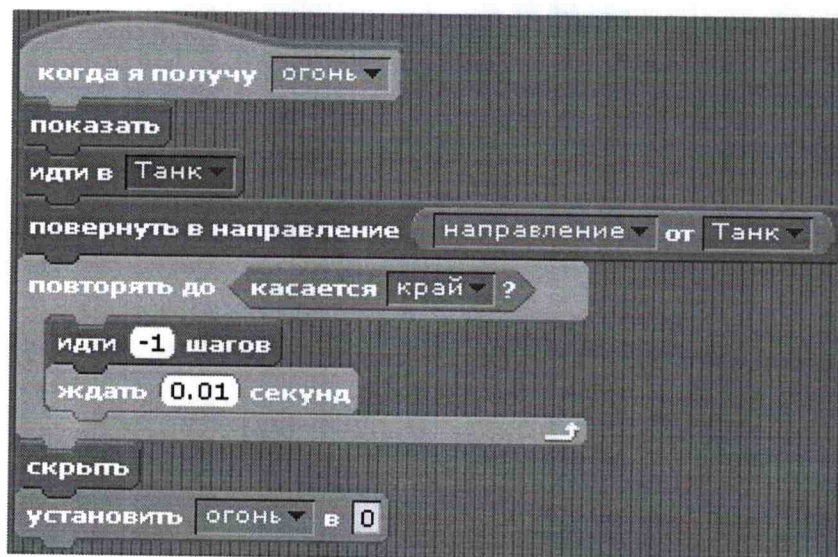 когда я получу огонь
показать
идти в Танк
повернуть в направление направление от Танк
повторять до касается край ?
идти -1 шагов
ждать 0.01 секунд
скрыть
установить огонь в 0